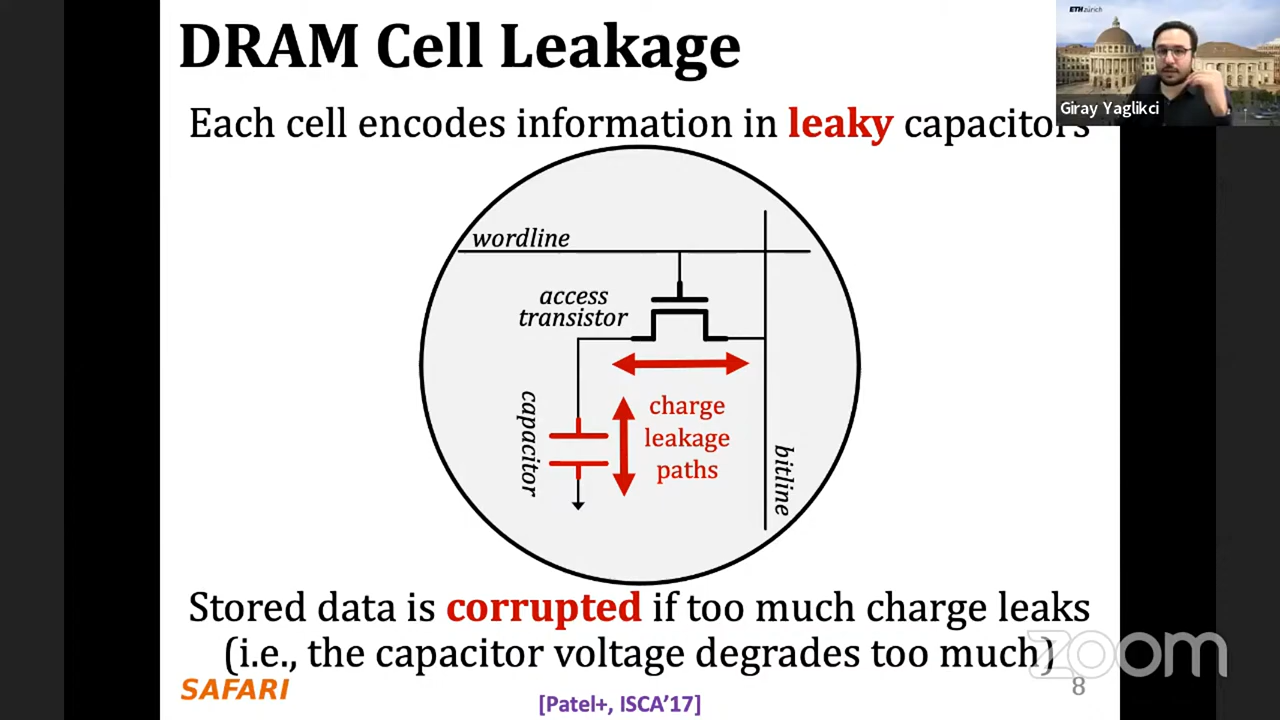 DRAM Cell Leakage
ETH zürich
Giray Yaglikci
Each cell encodes information in leaky capacitors
wordline
access
transistor
capacitor
charge
leakage
paths
bitline
Stored data is corrupted if too much charge leaks
(i.e., the capacitor voltage degrades too much)
zoom
SAFARI
[Patel+, ISCA'17]
8